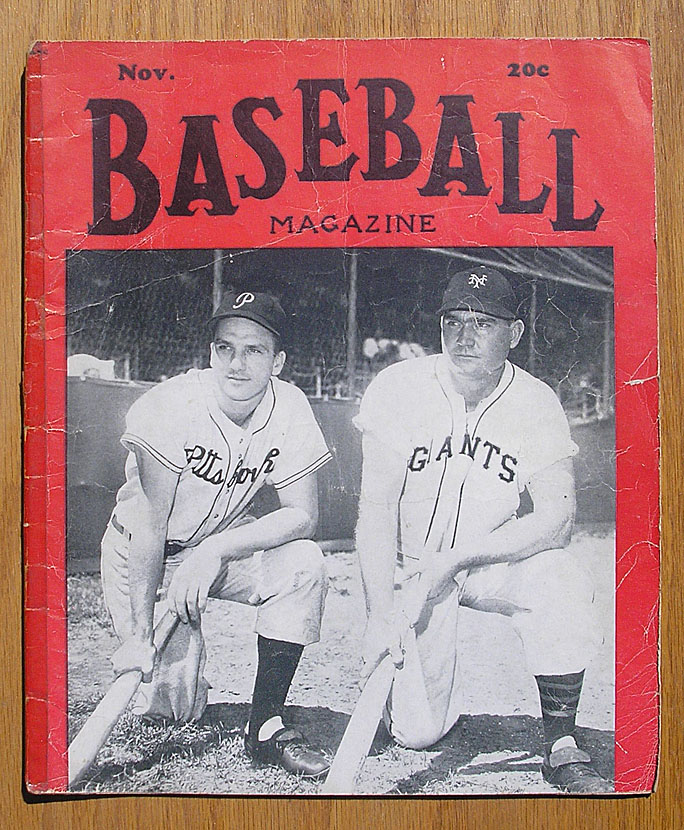 Nov. 20c
BASEBALL
MAGAZINE
P
NY
Pittsburgh
GIANTS